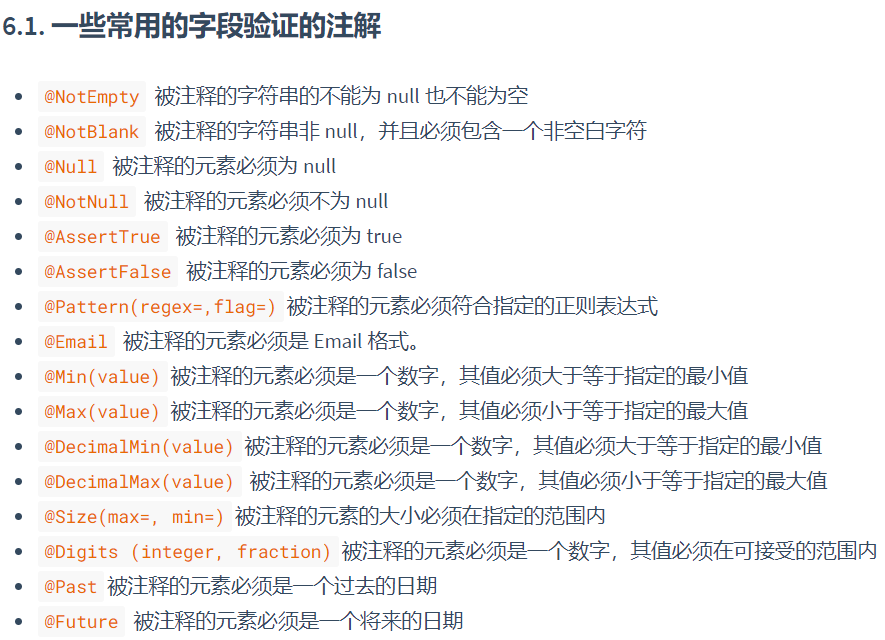 6.1. 一些常用的字段验证的注解
@NotEmpty 被注释的字符串的不能为 null 也不能为空
@NotBlank 被注释的字符串非 null，并且必须包含一个非空白字符
@Null 被注释的元素必须为 null
@NotNull 被注释的元素必须不为 null
@AssertTrue 被注释的元素必须为 true
@AssertFalse 被注释的元素必须为 false
@Pattern(regex=,flag=) 被注释的元素必须符合指定的正则表达式
@Email 被注释的元素必须是 Email 格式。
@Min(value) 被注释的元素必须是一个数字，其值必须大于等于指定的最小值
@Max(value) 被注释的元素必须是一个数字，其值必须小于等于指定的最大值
@DecimalMin(value) 被注释的元素必须是一个数字，其值必须大于等于指定的最小值
@DecimalMax(value) 被注释的元素必须是一个数字，其值必须小于等于指定的最大值
@Size(max=, min=) 被注释的元素的大小必须在指定的范围内
@Digits (integer, fraction) 被注释的元素必须是一个数字，其值必须在可接受的范围内
@Past 被注释的元素必须是一个过去的日期
@Future 被注释的元素必须是一个将来的日期